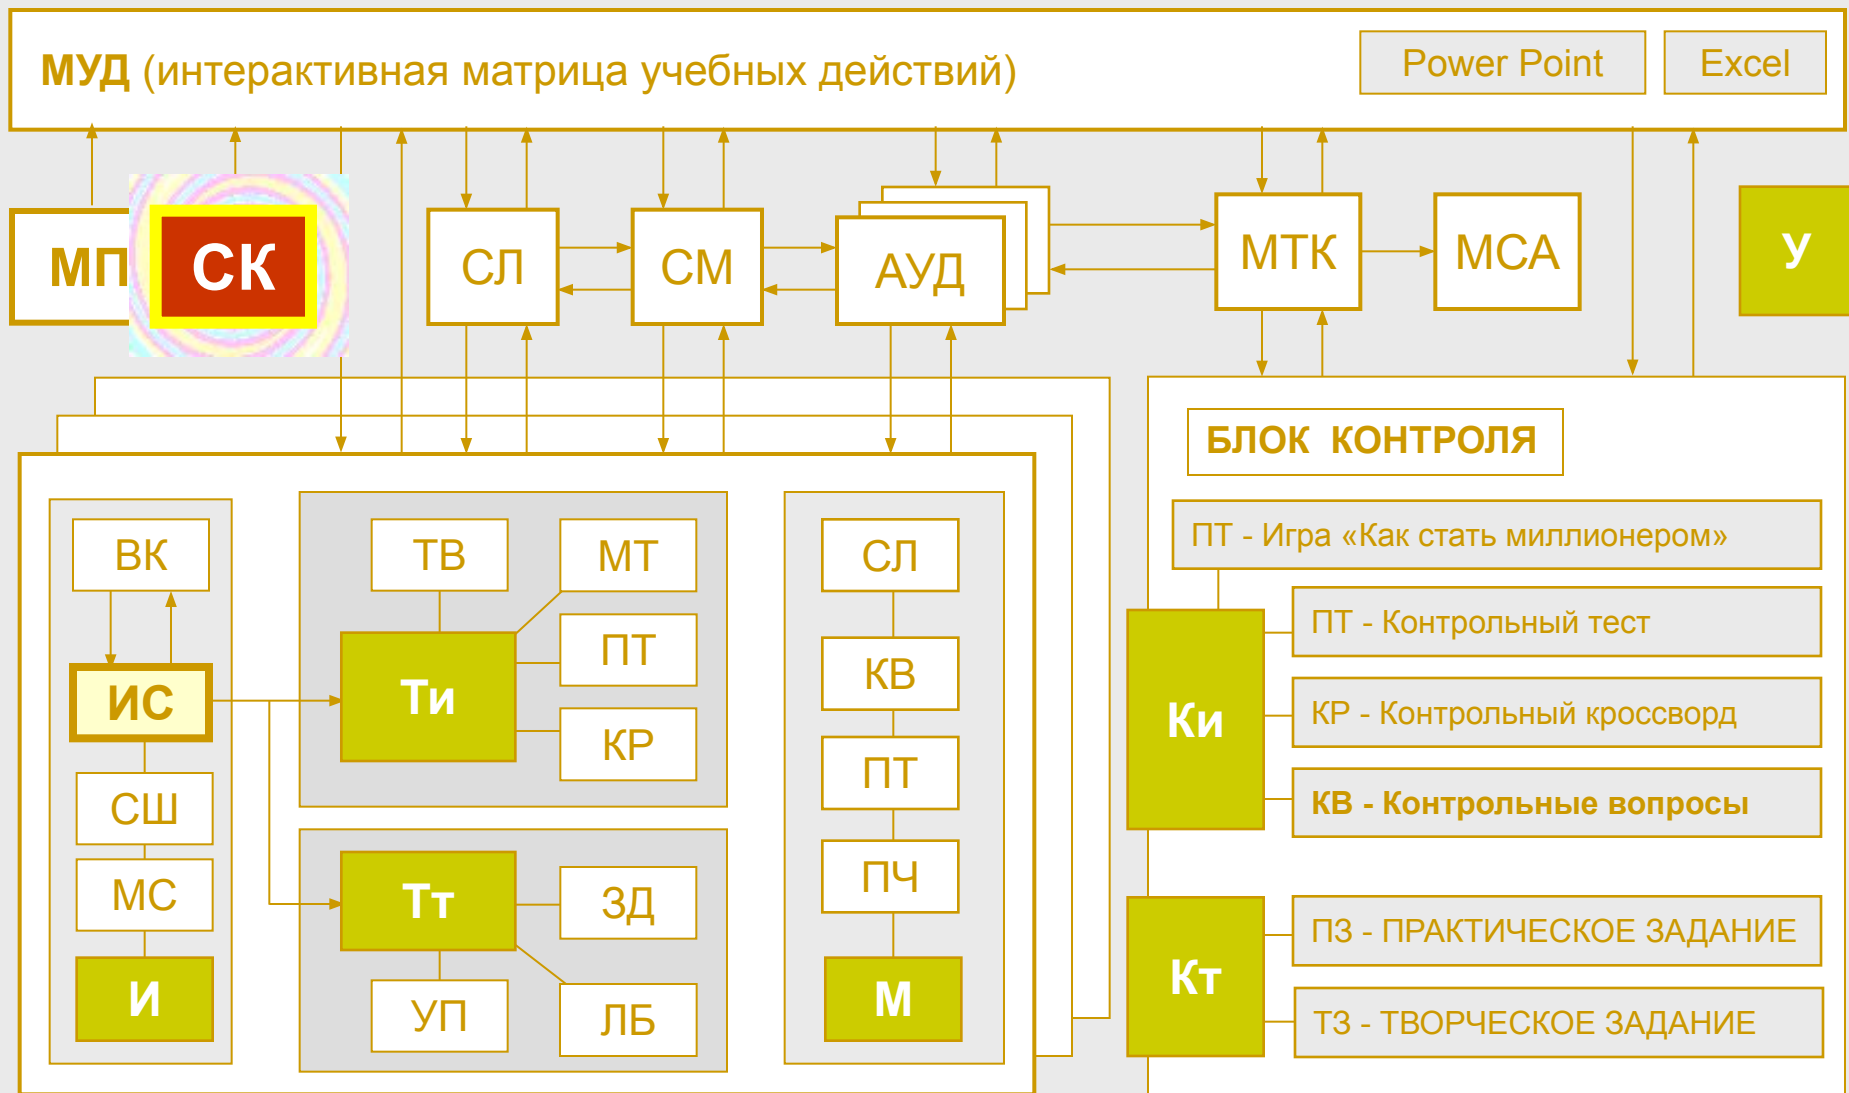 МУД (интерактивная матрица учебных действий)
Power Point
Excel
МП
СК
СЛ
СМ
АУД
МТК
МСА
У
БЛОК КОНТРОЛЯ
ВК
ИС
СШ
МС
И
ТВ
МТ
ПТ
КР
Ти
Тт
ЗД
УП
ЛБ
СЛ
КВ
ПТ
ПЧ
М
ПТ - Игра «Как стать миллионером»
Ки
ПТ - Контрольный тест
КР - Контрольный кроссворд
КВ - Контрольные вопросы
Кт
ПЗ - ПРАКТИЧЕСКОЕ ЗАДАНИЕ
ТЗ - ТВОРЧЕСКОЕ ЗАДАНИЕ